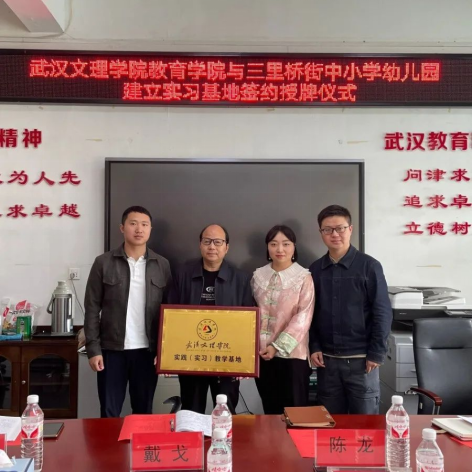 武汉文理学院教育学院与三里桥街中小学幼儿园
建立实习基地签约授牌仪式
精神
为人先
求卓越
武汉教育
问津求
追求卓
立德树
武汉文理学院
实践（实习）教学基地
戴戈
陈龙